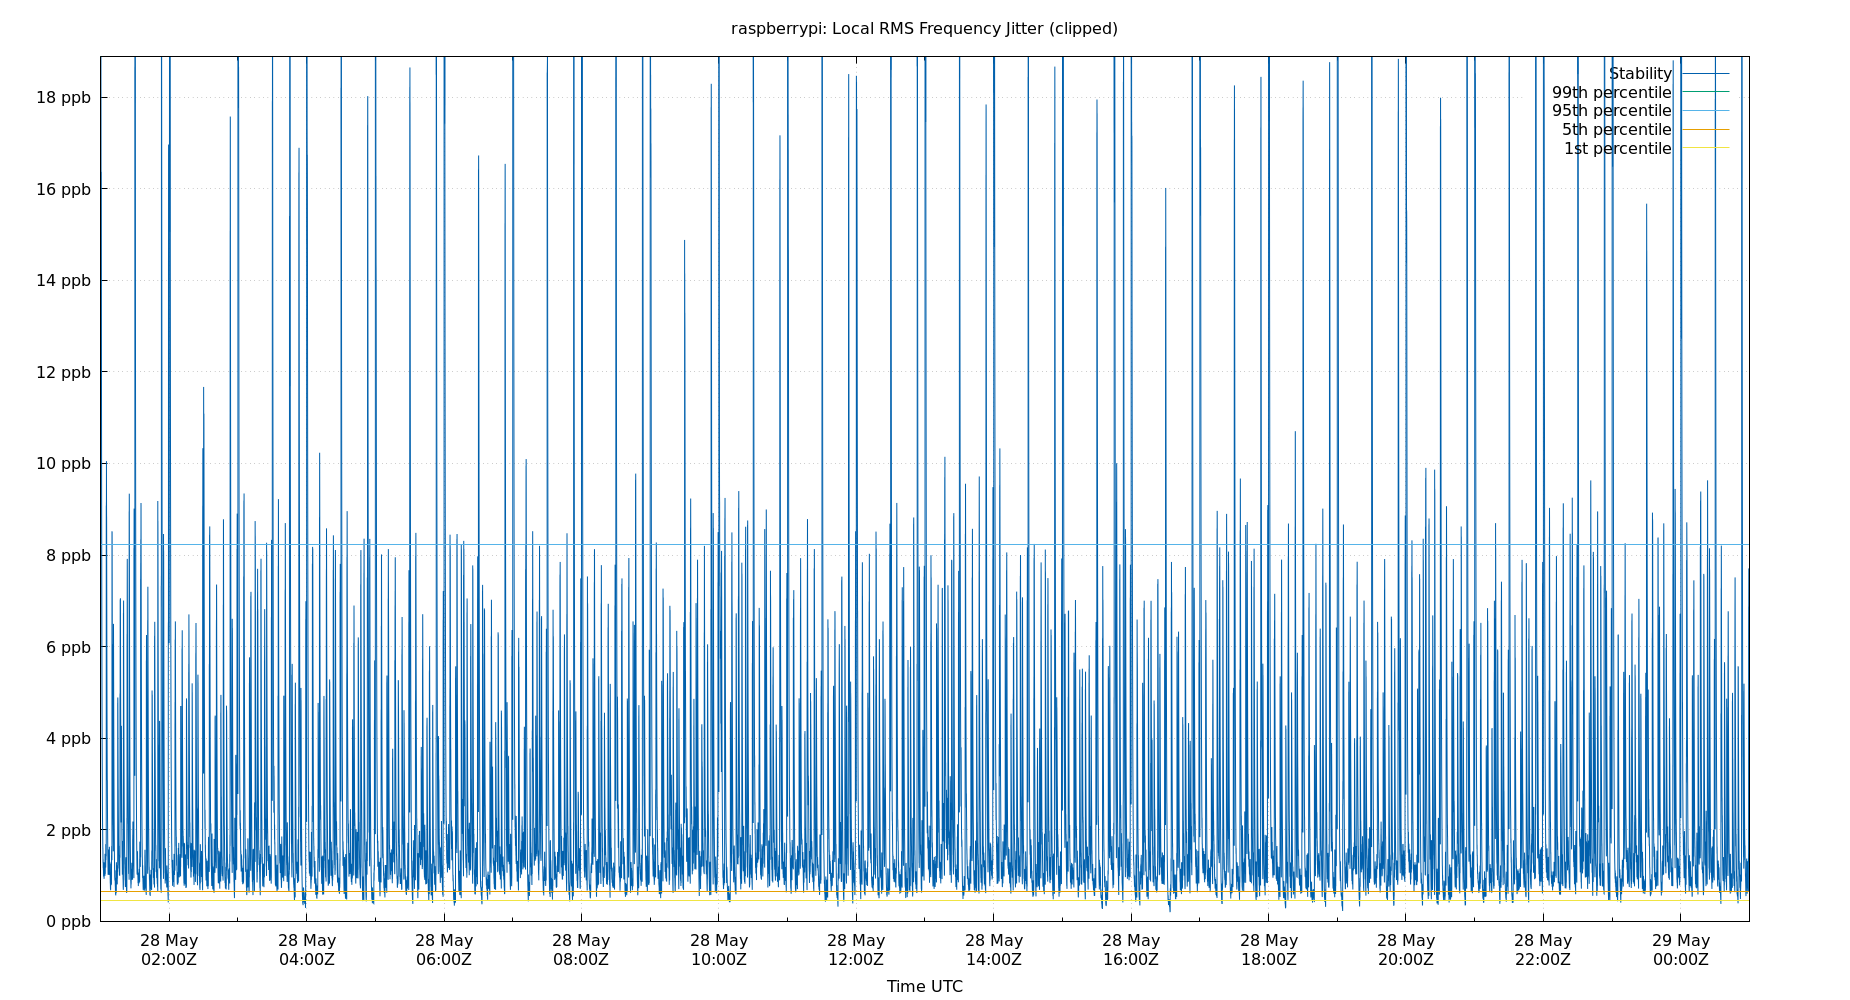 raspberrypi: Local RMS Frequency Jitter (clipped)
Stability
99th percentile
95th percentile
5th percentile
1st percentile
18 ppb
16 ppb
14 ppb
12 ppb
10 ppb
8 ppb
6 ppb
4 ppb
2 ppb
0 ppb
28 May 28 May 28 May 28 May 28 May 28 May 28 May 28 May 28 May 28 May 28 May 29 May
02:00Z 04:00Z 06:00Z 08:00Z 10:00Z 12:00Z 14:00Z 16:00Z 18:00Z 20:00Z 22:00Z 00:00Z
Time UTC